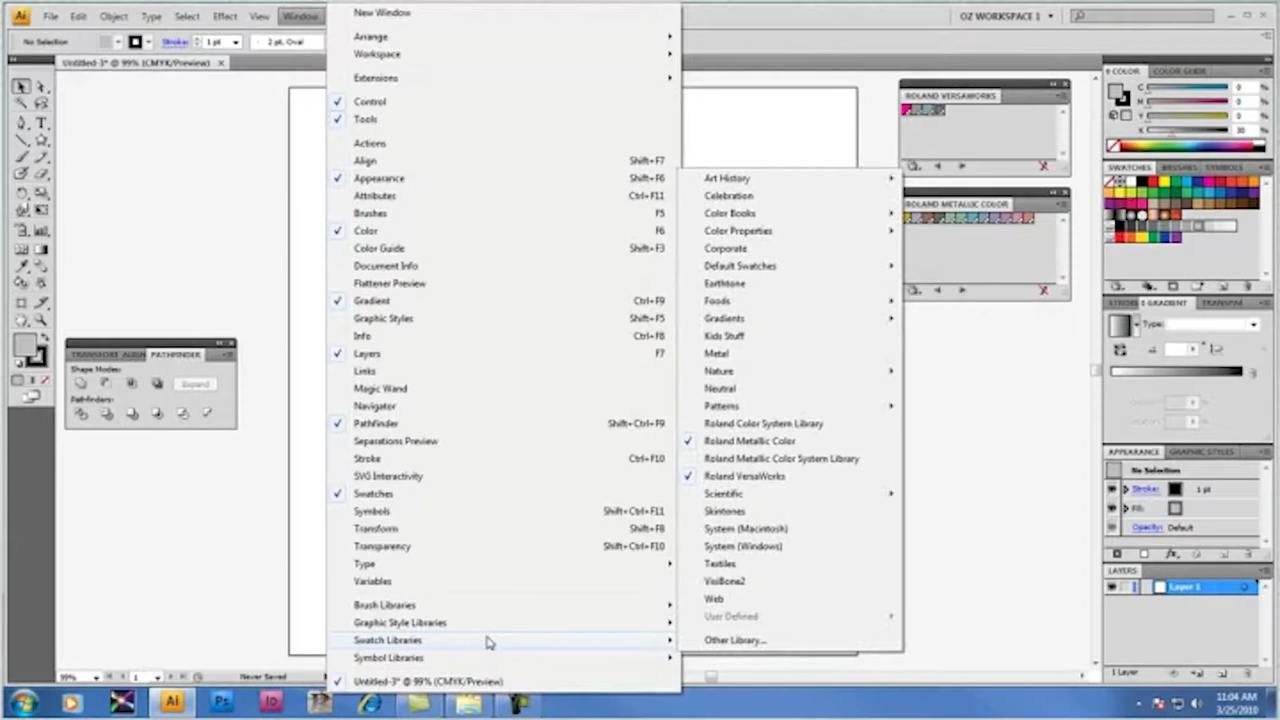 Ai File Edit Object Type Select Effect View Window
OZ WORKSPACE 1
No Selection
Stroke: 1 pt
2 pt. Oval
Untitled-3* @ 99% (CMYK/Preview) x
New Window
Arrange
Workspace
Extensions
Control
Tools
Actions
Align Shift+F7
Appearance Shift+F6
Attributes Ctrl+F11
Brushes F5
Color F6
Color Guide Shift+F3
Document Info
Flattener Preview
Gradient Ctrl+F9
Graphic Styles Shift+F5
Info Ctrl+F8
Layers F7
Links
Magic Wand
Navigator
Pathfinder Shift+Ctrl+F9
Separations Preview
Stroke Ctrl+F10
SVG Interactivity
Swatches
Symbols Shift+Ctrl+F11
Transform Shift+F8
Transparency Shift+Ctrl+F10
Type
Variables
Brush Libraries
Graphic Style Libraries
Swatch Libraries
Symbol Libraries
Untitled-3* @ 99% (CMYK/Preview)
Art History
Celebration
Color Books
Color Properties
Corporate
Default Swatches
Earthtone
Foods
Gradients
Kids Stuff
Metal
Nature
Neutral
Patterns
Roland Color System Library
Roland Metallic Color
Roland Metallic Color System Library
Roland VersaWorks
Scientific
Skintones
System (Macintosh)
System (Windows)
Textiles
VisiBone2
Web
User Defined
Other Library...
TRANSFORM ALIGN PATHFINDER
Shape Modes:
Expand
Pathfinders:
ROLAND VERSAWORKS
ROLAND METALLIC COLOR
COLOR COLOR GUIDE
C 0 %
M 0 %
Y 0 %
K 30 %
SWATCHES BRUSHES SYMBOLS
GRADIENT
Type:
APPEARANCE GRAPHIC STYLES
No Selection
Stroke: 1 pt
Fill:
Opacity: Default
LAYERS
Layer 1
1 Layer
99% 1 Never Saved
Ai Ps Id
11:04 AM
3/25/2010